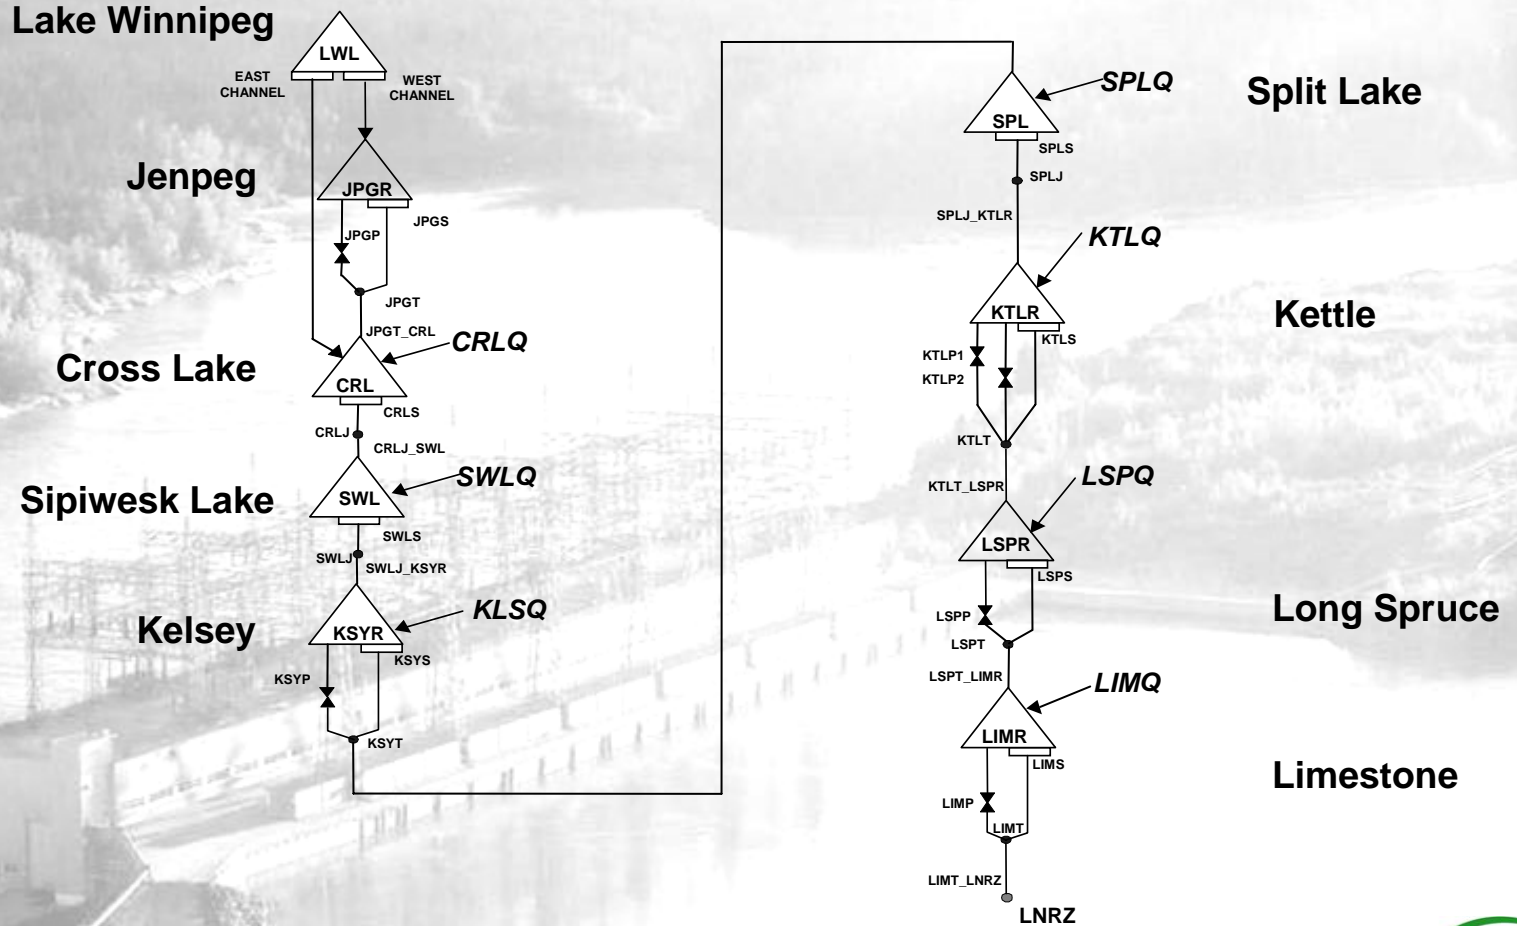 Lake Winnipeg
LWL
EAST
CHANNEL
WEST
CHANNEL
Jenpeg
JPGR
JPGS
JPGP
JPGT
JPGT_CRL
CRLQ
Cross Lake
CRL
CRLS
CRLJ
CRLJ_SWL
SWLQ
Sipiwesk Lake
SWL
SWLS
SWLJ
SWLJ_KSYR
KLSQ
Kelsey
KSYR
KSYS
KSYP
KSYT
SPLQ
Split Lake
SPL
SPLS
SPLJ
SPLJ_KTLR
KTLQ
Kettle
KTLR
KTLS
KTLP1
KTLP2
KTLT
KTLT_LSPR
LSPQ
LSPR
LSPS
Long Spruce
LSPP
LSPT
LSPT_LIMR
LIMQ
LIMR
LIMS
Limestone
LIMP
LIMT
LIMT_LNRZ
LNRZ